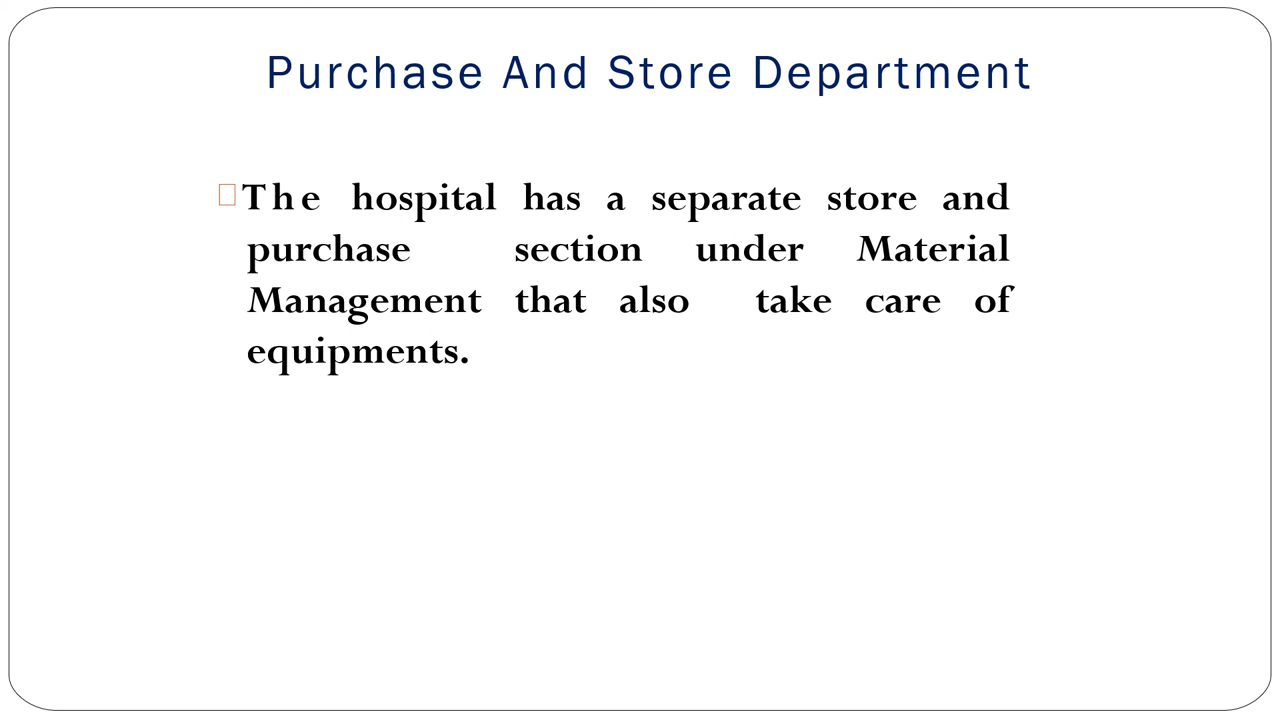 Purchase And Store Department
The hospital has a separate store and
purchase section under Material
Management that also take care of
equipments.